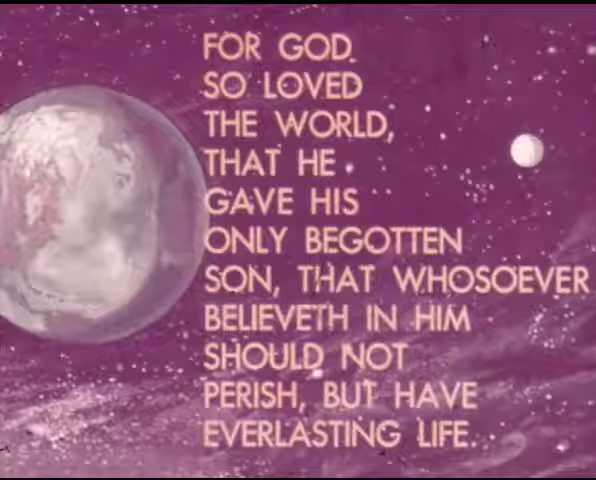 FOR GOD
SO LOVED
THE WORLD,
THAT HE
GAVE HIS
ONLY BEGOTTEN
SON, THAT WHOSOEVER
BELIEVETH IN HIM
SHOULD NOT
PERISH, BUT HAVE
EVERLASTING LIFE.